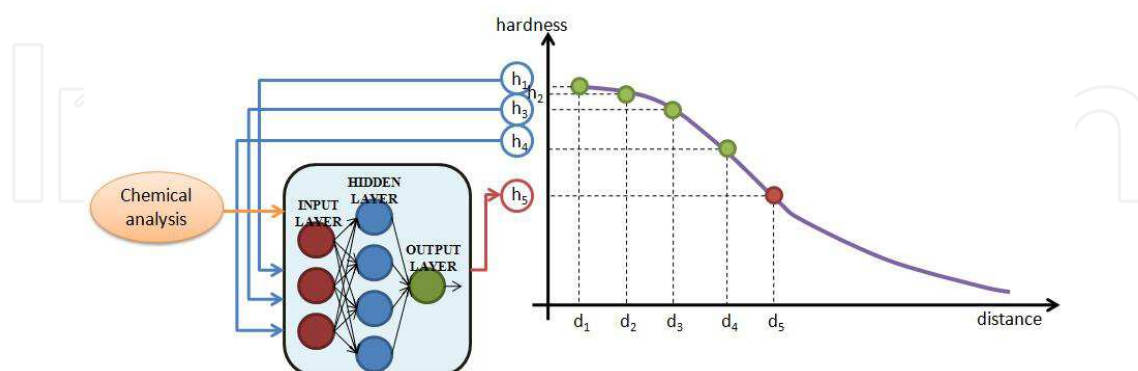 hardness
h1
h2
h3
h4
h5
Chemical
analysis
INPUT
LAYER
HIDDEN
LAYER
OUTPUT
LAYER
d1 d2 d3 d4 d5
distance